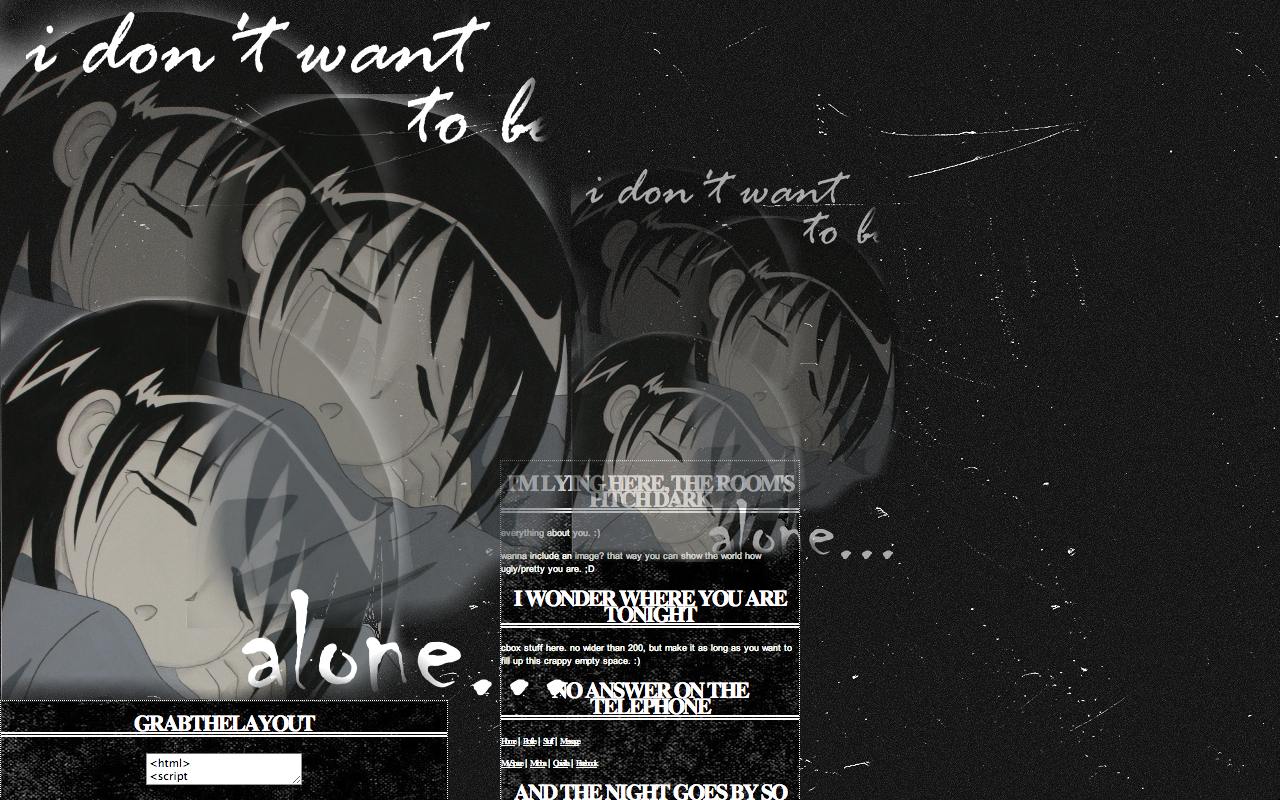 i don't want
to be
i don't want
to be
I'M LYING HERE, THE ROOM'S
PITCH DARK
everything about you. :)
alone...
wanna include an image? that way you can show the world how
ugly/pretty you are. ;D
I WONDER WHERE YOU ARE
TONIGHT
alone...
cbox stuff here. no wider than 200, but make it as long as you want to
fill up this crappy empty space. :)
NO ANSWER ON THE
TELEPHONE
GRAB THE LAYOUT
Home | Profile | Stuff | Message
<html>
<script
MySpace | Mibba | Quizilla | Facebook
AND THE NIGHT GOES BY SO